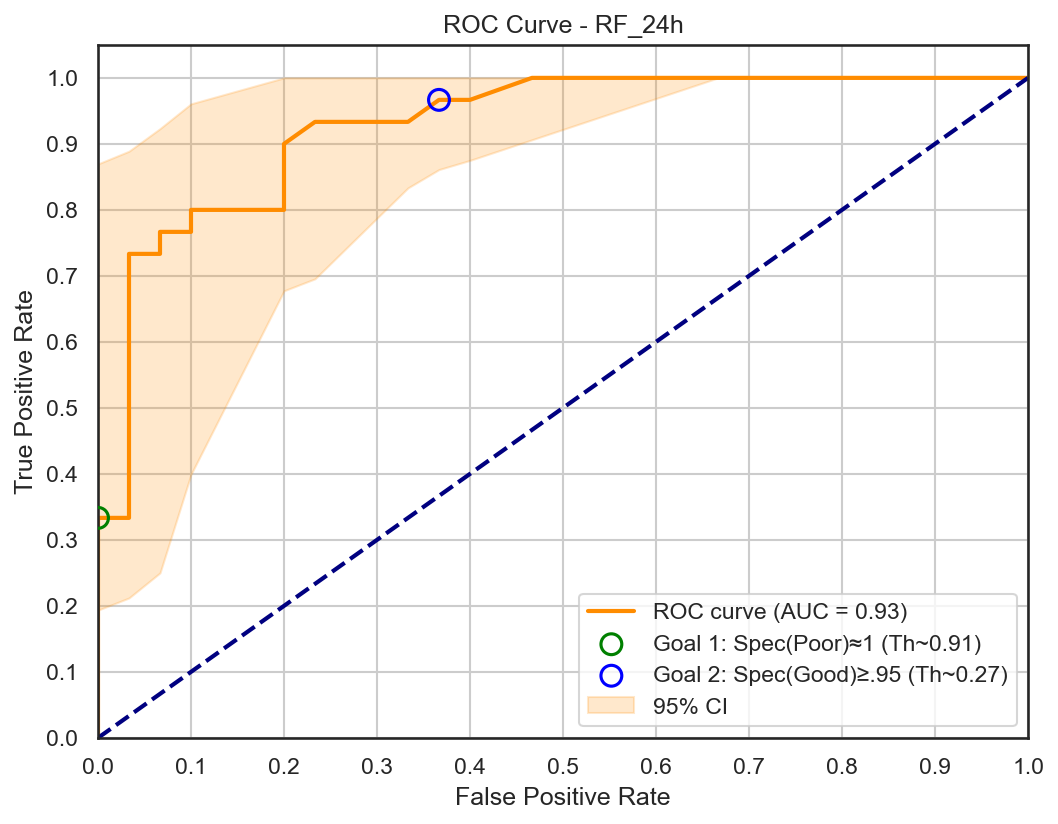 ROC Curve - RF_24h
True Positive Rate
1.0
0.9
0.8
0.7
0.6
0.5
0.4
0.3
0.2
0.1
0.0
ROC curve (AUC = 0.93)
Goal 1: Spec(Poor)≈1 (Th~0.91)
Goal 2: Spec(Good)≥.95 (Th~0.27)
95% CI
0.0 0.1 0.2 0.3 0.4 0.5 0.6 0.7 0.8 0.9 1.0
False Positive Rate